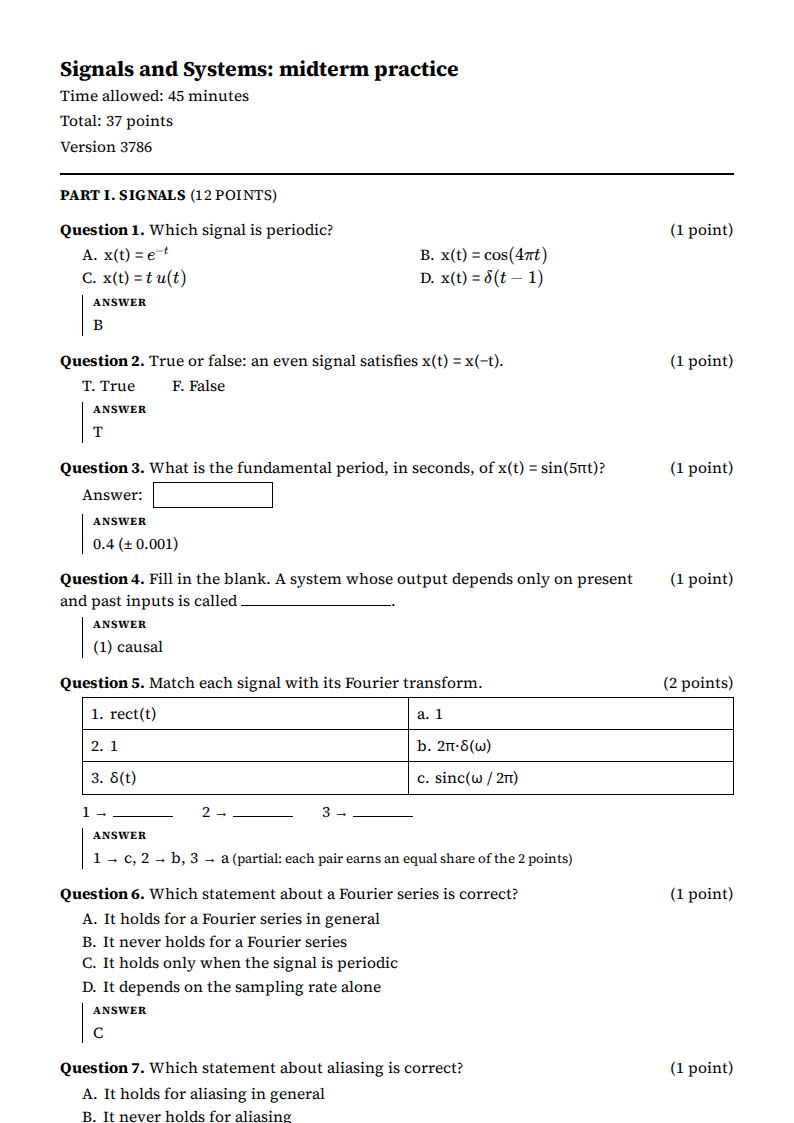 Signals and Systems: midterm practice
Time allowed: 45 minutes
Total: 37 points
Version 3786
PART I. SIGNALS (12 POINTS)
Question 1. Which signal is periodic? (1 point)
A. x(t) = e^{−t} B. x(t) = cos(4πt)
C. x(t) = t u(t) D. x(t) = δ(t − 1)
ANSWER
B
Question 2. True or false: an even signal satisfies x(t) = x(−t). (1 point)
T. True F. False
ANSWER
T
Question 3. What is the fundamental period, in seconds, of x(t) = sin(5πt)? (1 point)
Answer:
ANSWER
0.4 (± 0.001)
Question 4. Fill in the blank. A system whose output depends only on present (1 point)
and past inputs is called ____________.
ANSWER
(1) causal
Question 5. Match each signal with its Fourier transform. (2 points)
1. rect(t) a. 1
2. 1 b. 2π·δ(ω)
3. δ(t) c. sinc(ω / 2π)
1 → ______ 2 → ______ 3 → ______
ANSWER
1 → c, 2 → b, 3 → a (partial: each pair earns an equal share of the 2 points)
Question 6. Which statement about a Fourier series is correct? (1 point)
A. It holds for a Fourier series in general
B. It never holds for a Fourier series
C. It holds only when the signal is periodic
D. It depends on the sampling rate alone
ANSWER
C
Question 7. Which statement about aliasing is correct? (1 point)
A. It holds for aliasing in general
B. It never holds for aliasing